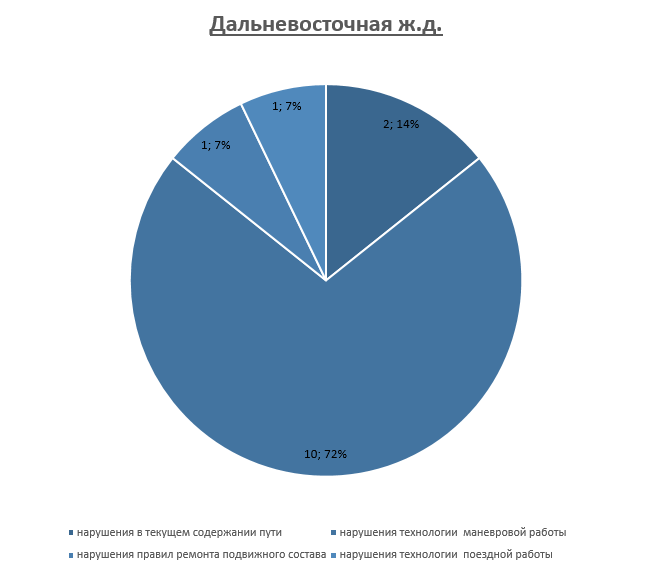 Дальневосточная ж.д.
1; 7%
2; 14%
1; 7%
10; 72%
нарушения в текущем содержании пути
нарушения технологии маневровой работы
нарушения правил ремонта подвижного состава
нарушения технологии поездной работы